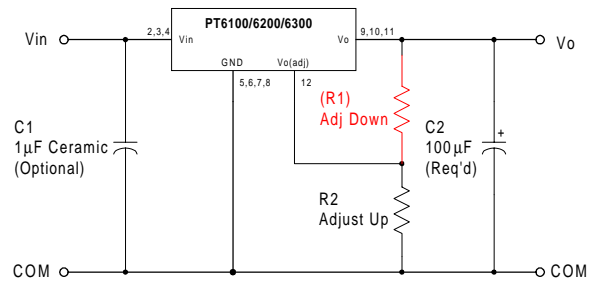 PT6100/6200/6300
Vin
2,3,4
Vin
Vo
9,10,11
Vo
GND
Vo(adj)
5,6,7,8
12
(R1)
Adj Down
C1
1µF Ceramic
(Optional)
C2
100µF
(Req'd)
+
R2
Adjust Up
COM
COM